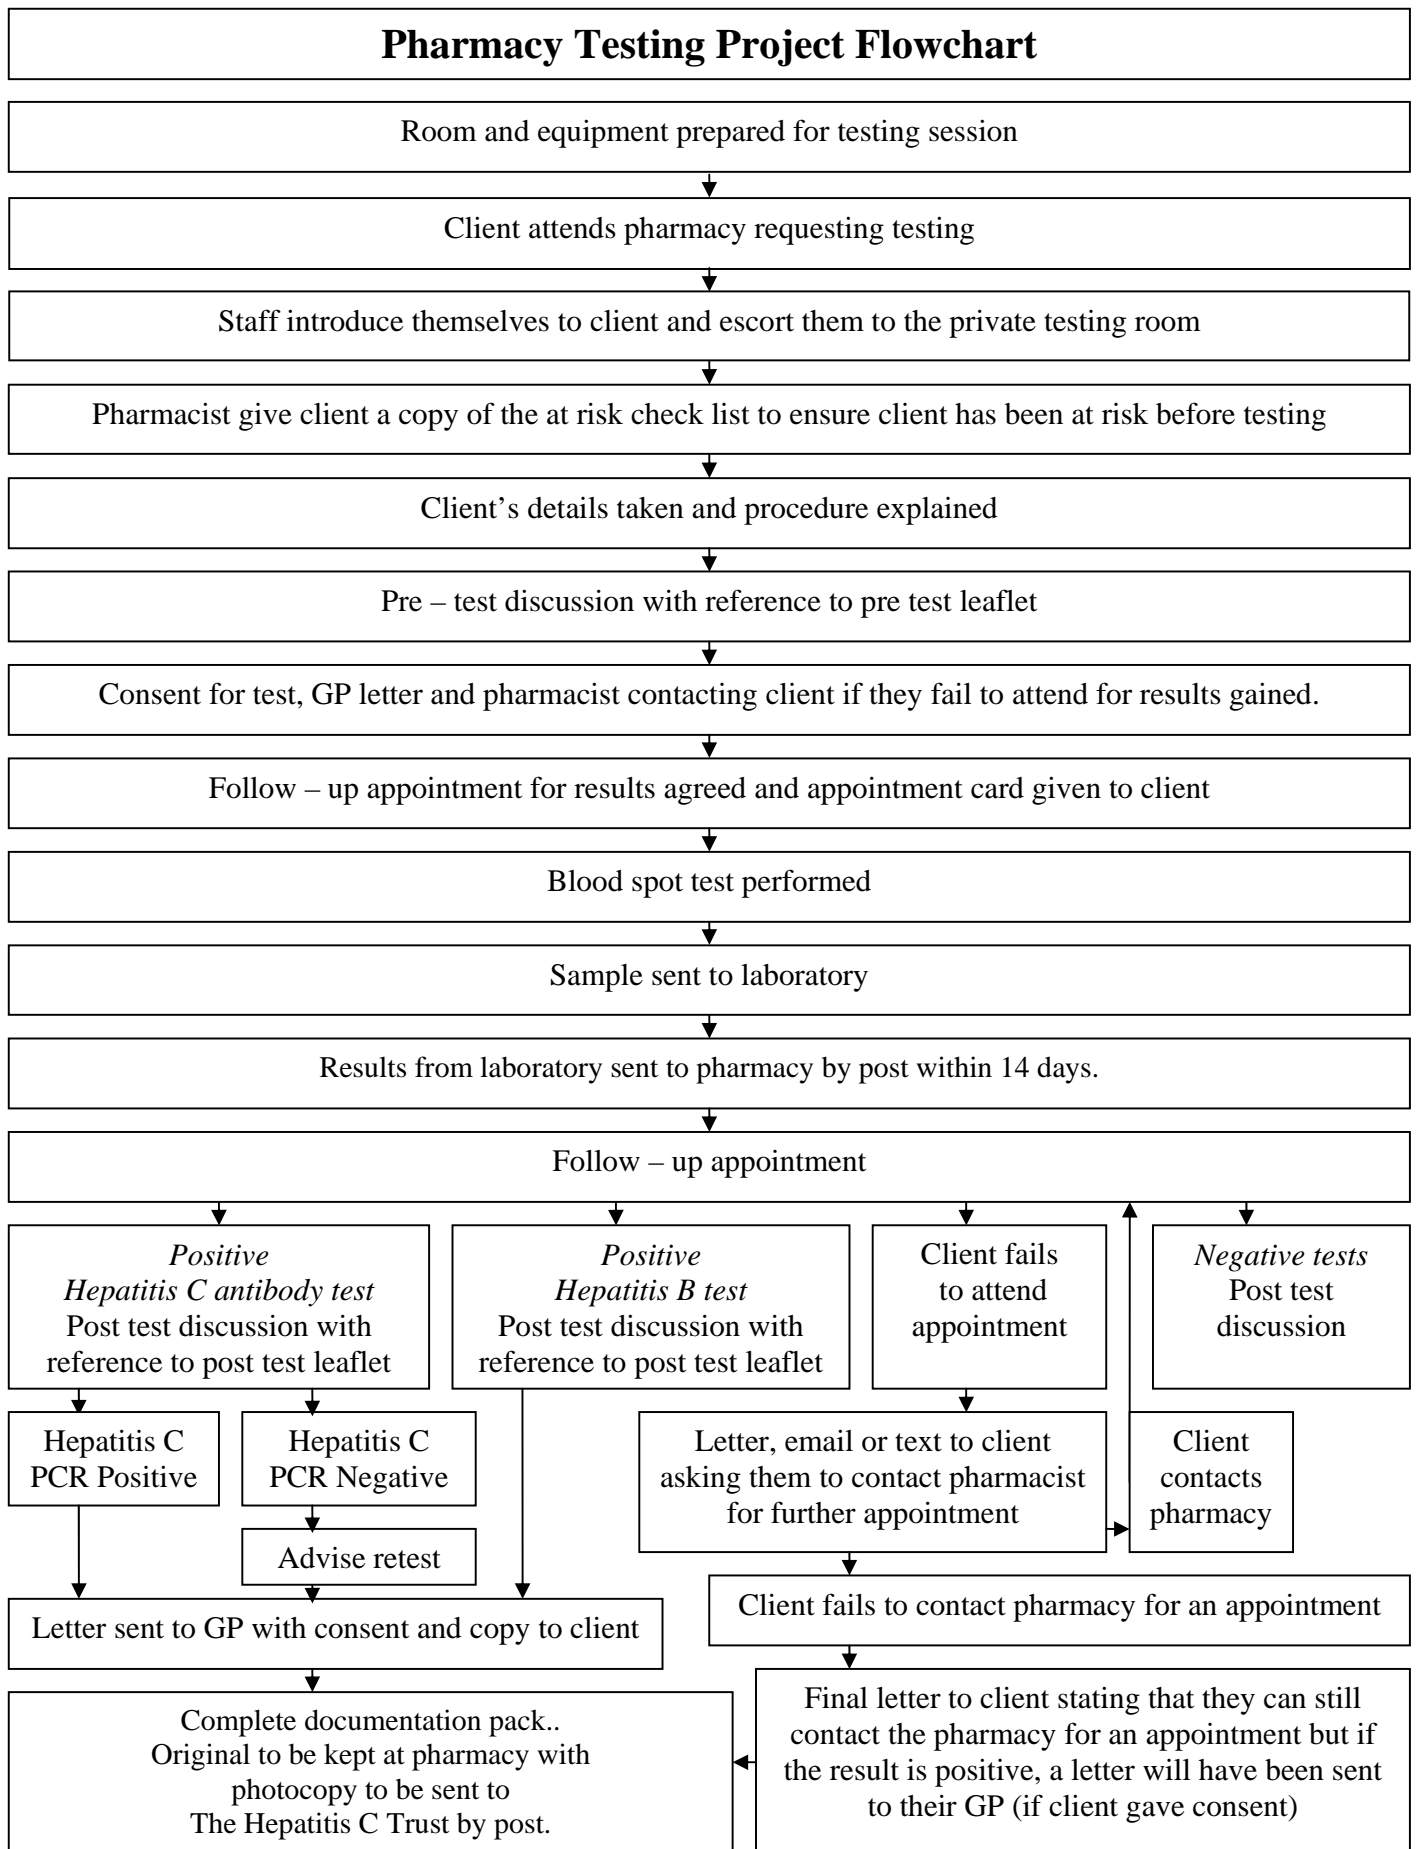 Pharmacy Testing Project Flowchart
Room and equipment prepared for testing session
Client attends pharmacy requesting testing
Staff introduce themselves to client and escort them to the private testing room
Pharmacist give client a copy of the at risk check list to ensure client has been at risk before testing
Client’s details taken and procedure explained
Pre – test discussion with reference to pre test leaflet
Consent for test, GP letter and pharmacist contacting client if they fail to attend for results gained.
Follow – up appointment for results agreed and appointment card given to client
Blood spot test performed
Sample sent to laboratory
Results from laboratory sent to pharmacy by post within 14 days.
Follow – up appointment
Positive
Hepatitis C antibody test
Post test discussion with
reference to post test leaflet
Positive
Hepatitis B test
Post test discussion with
reference to post test leaflet
Client fails
to attend
appointment
Negative tests
Post test
discussion
Hepatitis C
PCR Positive
Hepatitis C
PCR Negative
Letter, email or text to client
asking them to contact pharmacist
for further appointment
Client
contacts
pharmacy
Advise retest
Client fails to contact pharmacy for an appointment
Letter sent to GP with consent and copy to client
Complete documentation pack..
Original to be kept at pharmacy with
photocopy to be sent to
The Hepatitis C Trust by post.
Final letter to client stating that they can still
contact the pharmacy for an appointment but if
the result is positive, a letter will have been sent
to their GP (if client gave consent)